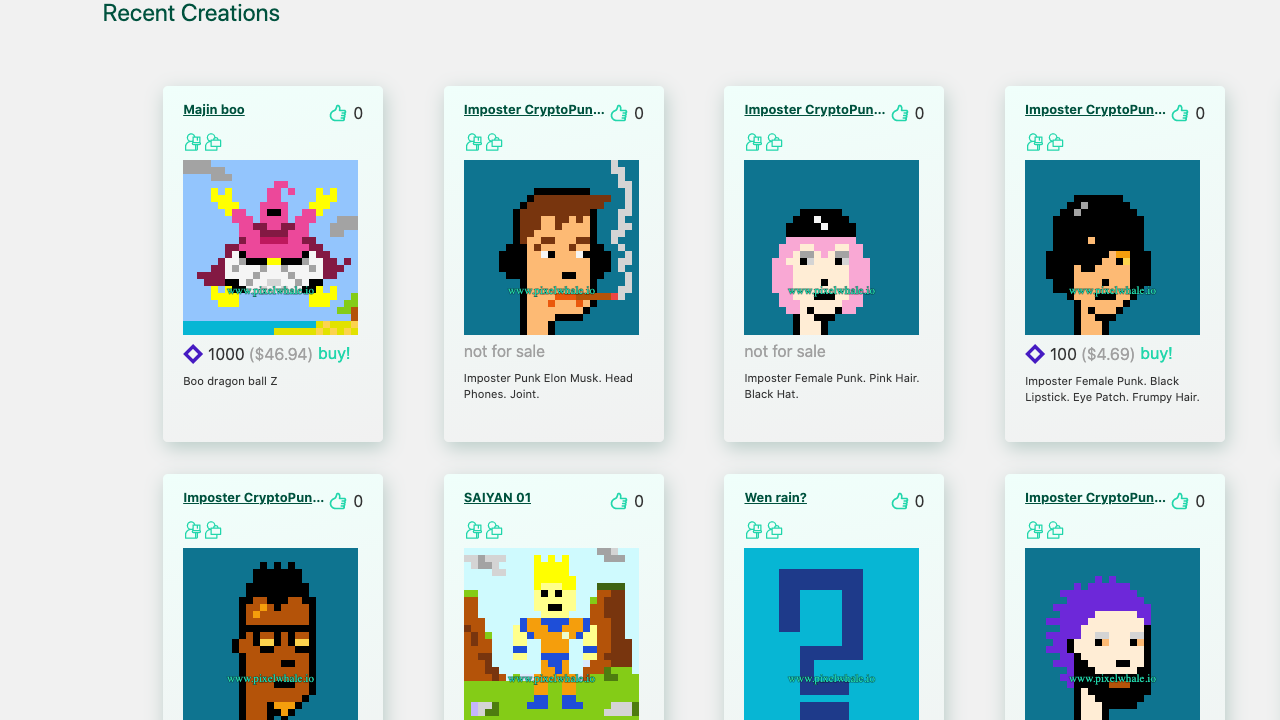 Recent Creations
Majin boo 0
Imposter CryptoPun... 0
Imposter CryptoPun... 0
Imposter CryptoPun... 0
www.pixelwhale.io
www.pixelwhale.io
www.pixelwhale.io
www.pixelwhale.io
1000 ($46.94) buy!
not for sale
not for sale
100 ($4.69) buy!
Boo dragon ball Z
Imposter Punk Elon Musk. Head
Phones. Joint.
Imposter Female Punk. Pink Hair.
Black Hat.
Imposter Female Punk. Black
Lipstick. Eye Patch. Frumpy Hair.
Imposter CryptoPun... 0
SAIYAN 01 0
Wen rain? 0
Imposter CryptoPun... 0
www.pixelwhale.io
www.pixelwhale.io
www.pixelwhale.io
www.pixelwhale.io